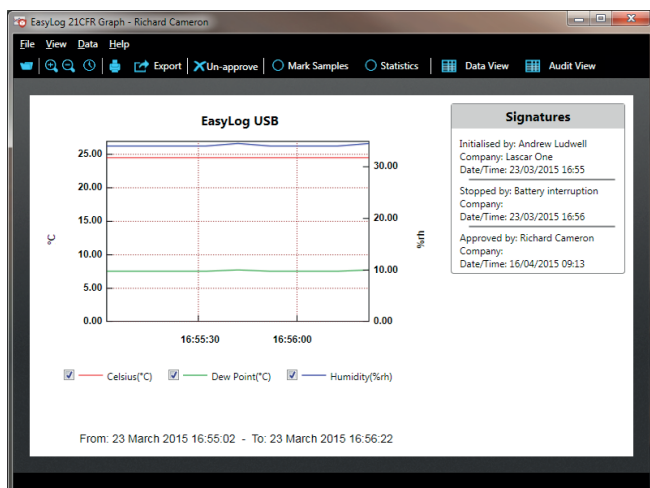 EasyLog 21CFR Graph - Richard Cameron
File View Data Help
Export Un-approve Mark Samples Statistics Data View Audit View
EasyLog USB
25.00
20.00
15.00
10.00
5.00
0.00
°C
30.00
20.00
10.00
0.00
%rh
16:55:30 16:56:00
Celsius(°C) Dew Point(°C) Humidity(%rh)
From: 23 March 2015 16:55:02 - To: 23 March 2015 16:56:22
Signatures
Initialised by: Andrew Ludwell
Company: Lascar One
Date/Time: 23/03/2015 16:55
Stopped by: Battery interruption
Company:
Date/Time: 23/03/2015 16:56
Approved by: Richard Cameron
Company:
Date/Time: 16/04/2015 09:13